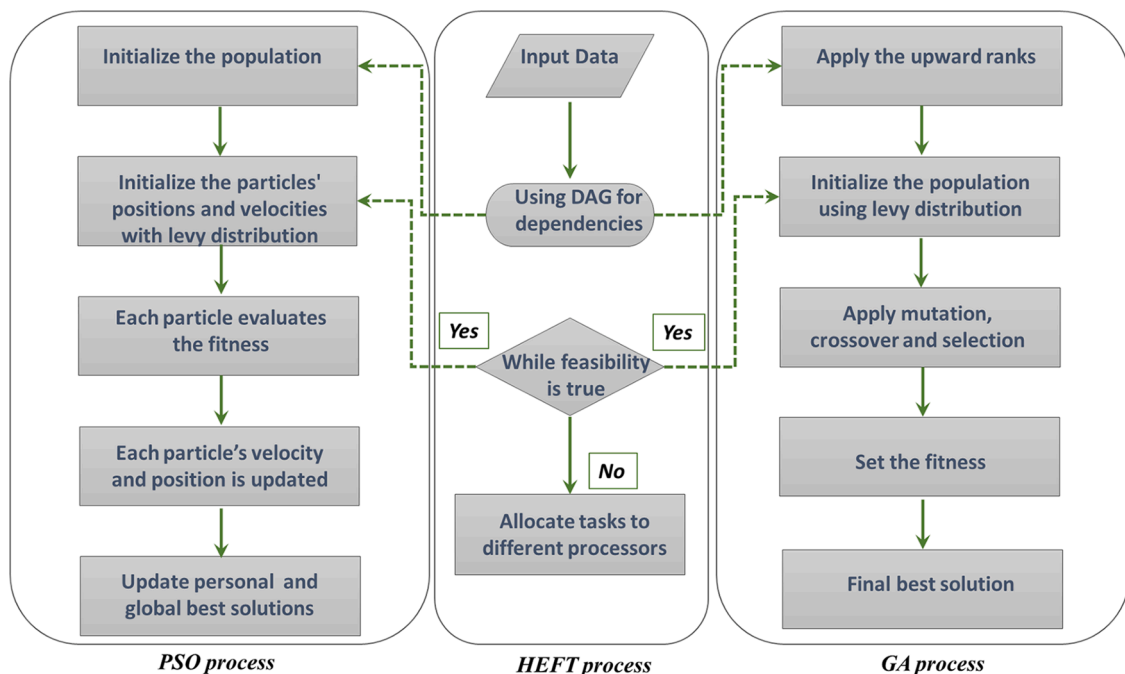 Initialize the population
Initialize the particles'
positions and velocities
with levy distribution
Each particle evaluates
the fitness
Each particle’s velocity
and position is updated
Update personal and
global best solutions
PSO process
Input Data
Using DAG for
dependencies
Yes
Yes
While feasibility
is true
No
Allocate tasks to
different processors
HEFT process
Apply the upward ranks
Initialize the population
using levy distribution
Apply mutation,
crossover and selection
Set the fitness
Final best solution
GA process